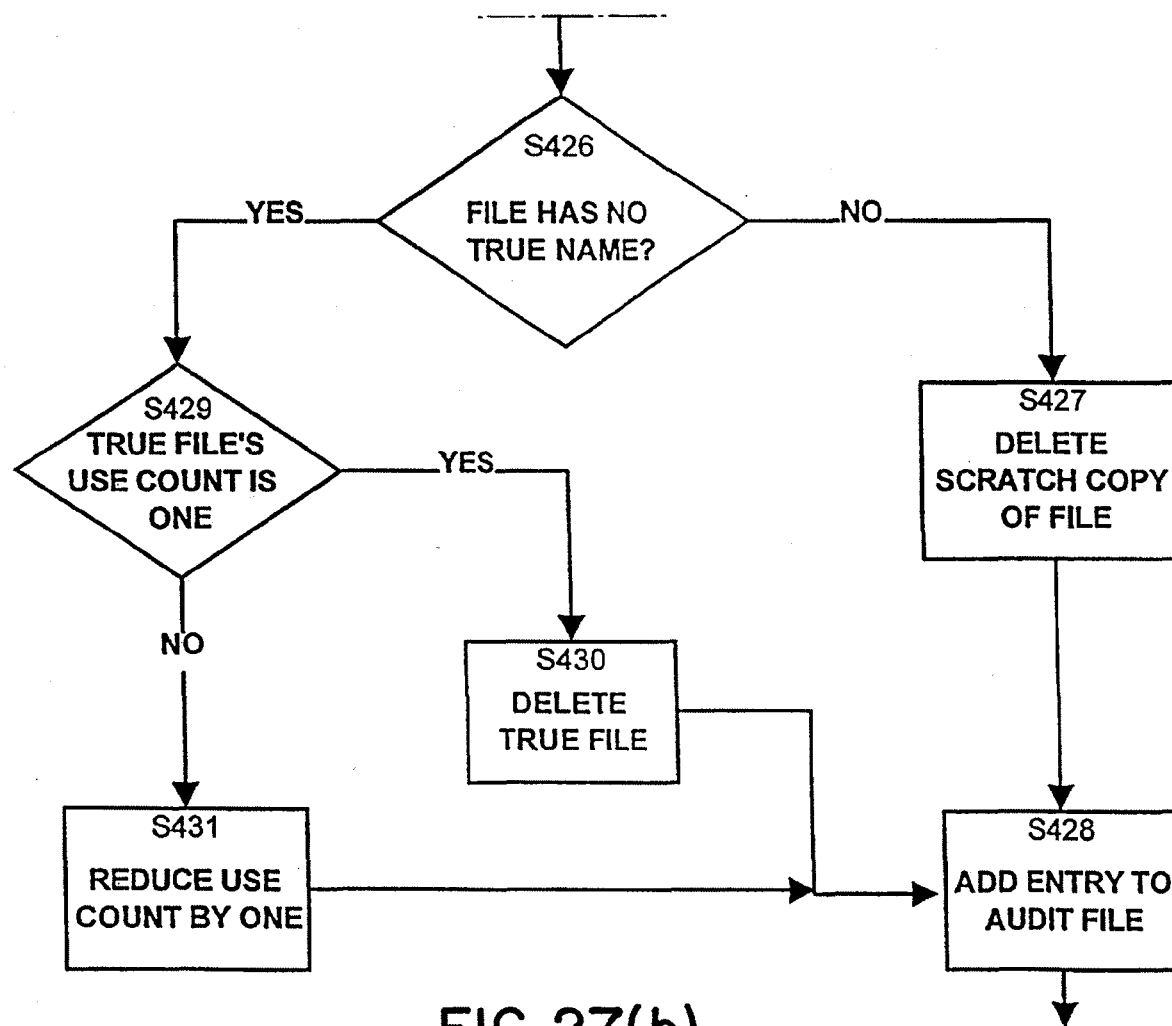 S426
FILE HAS NO
TRUE NAME?
YES
NO
S429
TRUE FILE'S
USE COUNT IS
ONE
YES
NO
S427
DELETE
SCRATCH COPY
OF FILE
S430
DELETE
TRUE FILE
S431
REDUCE USE
COUNT BY ONE
S428
ADD ENTRY TO
AUDIT FILE
FIG. 27(b)